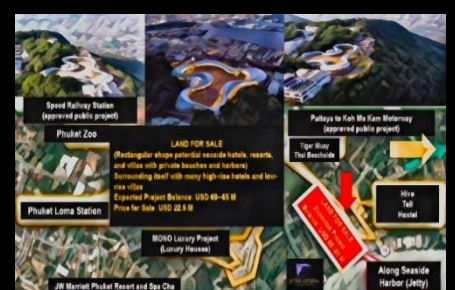 Speed Railway Station
(approved public project)
Phuket Zoo
LAND FOR SALE
(Rectangular shape potential seaside hotels, resorts,
and villas with private beaches and harbors)
Surrounding itself with many high-rise hotels and low-
rise villas
Expected Project Balance USD 60-65 M
Price for Sale USD 22.5 M
Phuket Loma Station
MONO Luxury Project
(Luxury Houses)
JW Marriott Phuket Resort and Spa Cha
Pattaya to Koh Ma Kam Motorway
(approved public project)
Tiger Muay
Thai Beachside
LAND FOR SALE
Hive
Tell
Hostel
Along Seaside
Harbor (Jetty)